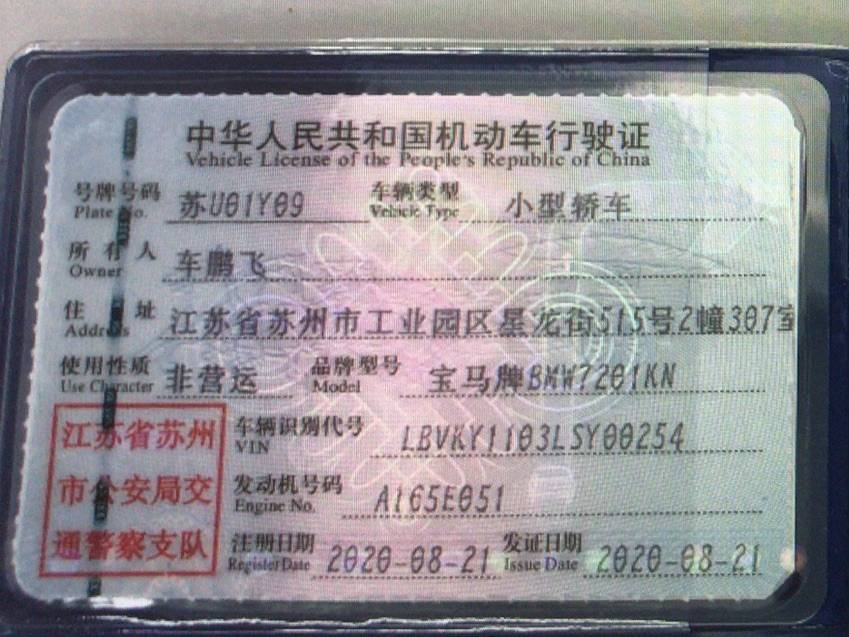 中华人民共和国机动车行驶证
Vehicle License of the People's Republic of China
号牌号码 苏U01Y09 车辆类型 小型轿车
Plate No. Vehicle Type
所有人 车鹏飞
Owner
住址 江苏省苏州市工业园区星龙街515号2幢307室
Address
使用性质 非营运 品牌型号 宝马牌BMW7201KN
Use Character Model
江苏省苏州
市公安局交
通警察支队
车辆识别代号 LBVKY1103LSY00254
VIN
发动机号码 A165E051
Engine No.
注册日期 2020-08-21 发证日期 2020-08-21
Register Date Issue Date